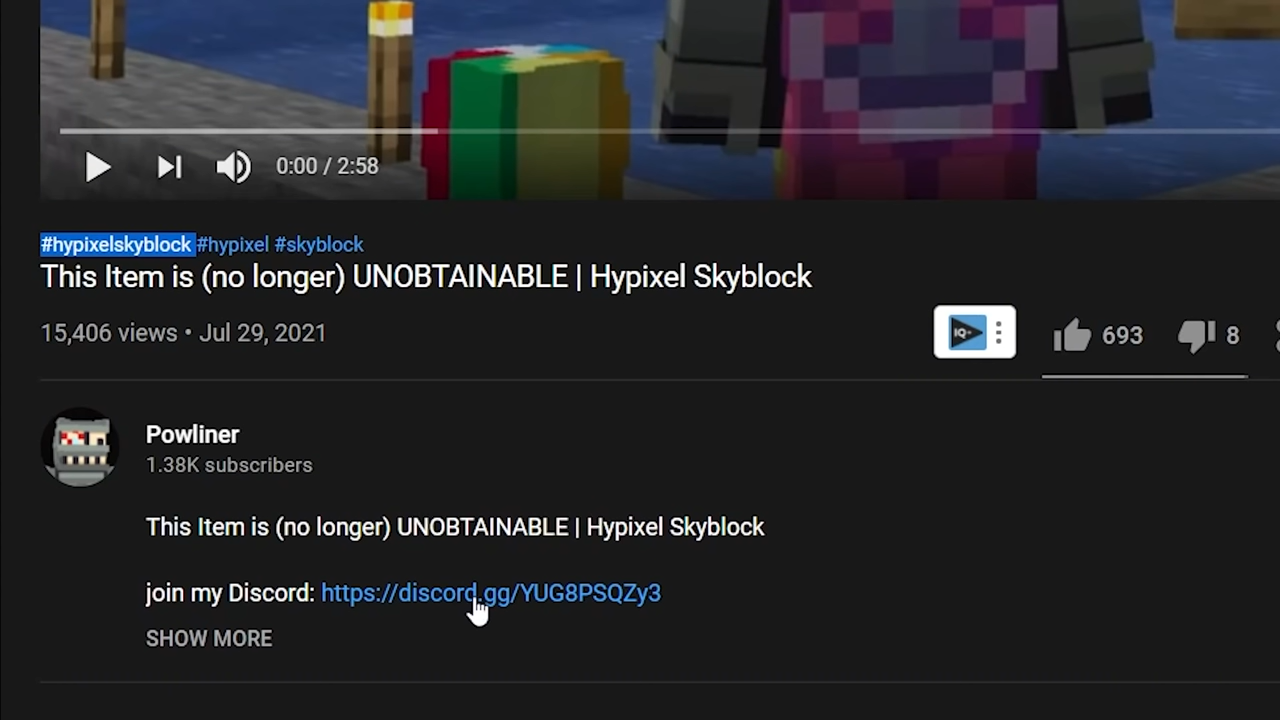 0:00 / 2:58
#hypixelskyblock #hypixel #skyblock
This Item is (no longer) UNOBTAINABLE | Hypixel Skyblock
15,406 views • Jul 29, 2021
IQ
693
8
Powliner
1.38K subscribers
This Item is (no longer) UNOBTAINABLE | Hypixel Skyblock
join my Discord: https://discord.gg/YUG8PSQZy3
SHOW MORE